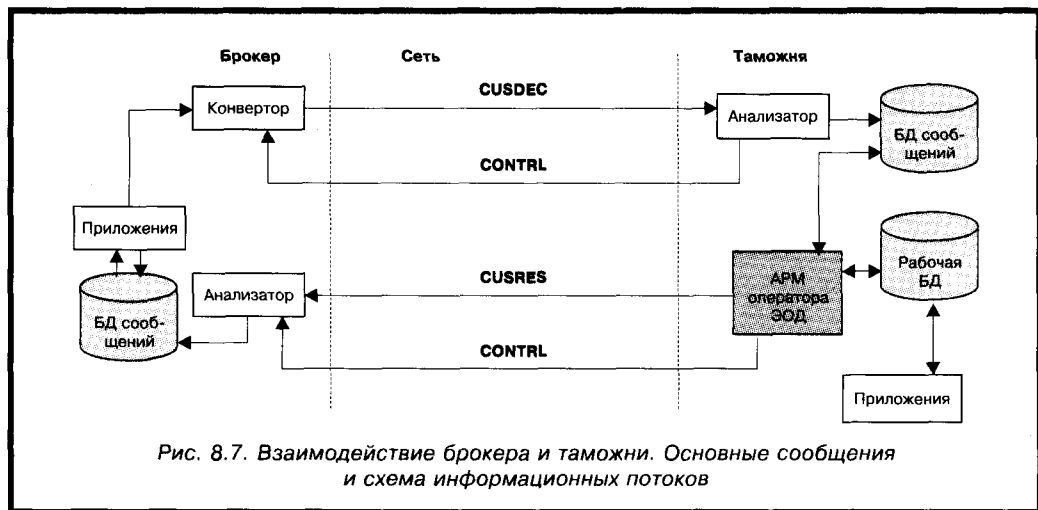 Брокер
Сеть
Таможня
Конвертор
CUSDEC
Анализатор
БД сооб-
щений
CONTRL
Приложения
БД сооб-
щений
Анализатор
CUSRES
АРМ
оператора
ЭОД
Рабочая
БД
CONTRL
Приложения
Рис. 8.7. Взаимодействие брокера и таможни. Основные сообщения
и схема информационных потоков